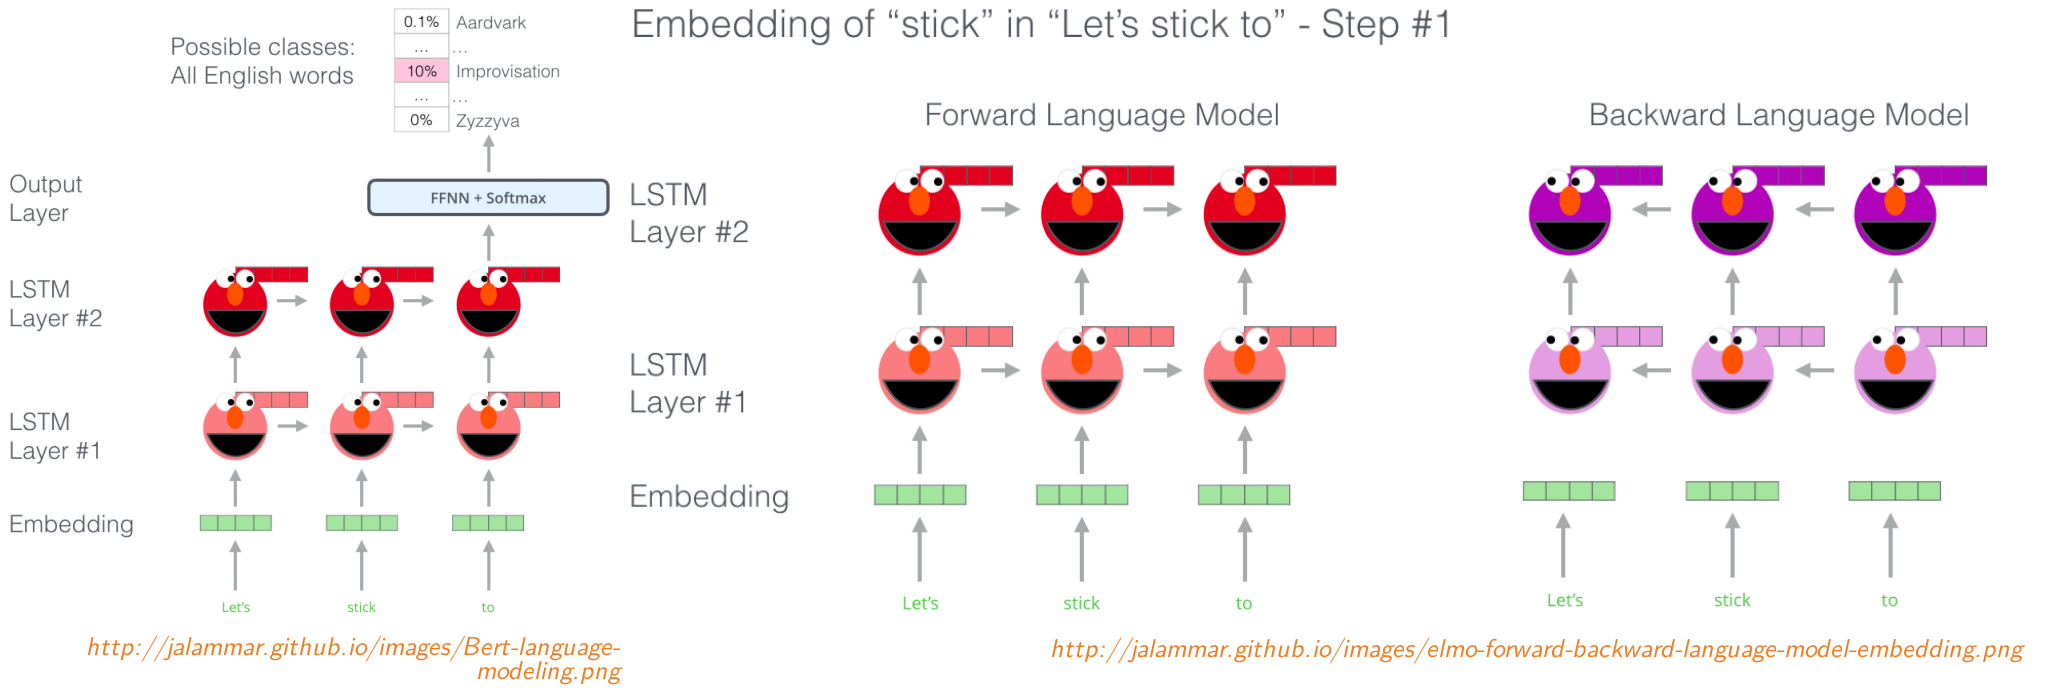 Possible classes:
All English words
0.1% Aardvark
... ...
10% Improvisation
... ...
0% Zyzzyva
Output
Layer
FFNN + Softmax
LSTM
Layer #2
LSTM
Layer #1
Embedding
Let’s stick to
http://jalammar.github.io/images/Bert-language-
modeling.png
Embedding of “stick” in “Let’s stick to” - Step #1
Forward Language Model
Backward Language Model
LSTM
Layer #2
LSTM
Layer #1
Embedding
Let’s stick to
Let’s stick to
http://jalammar.github.io/images/elmo-forward-backward-language-model-embedding.png